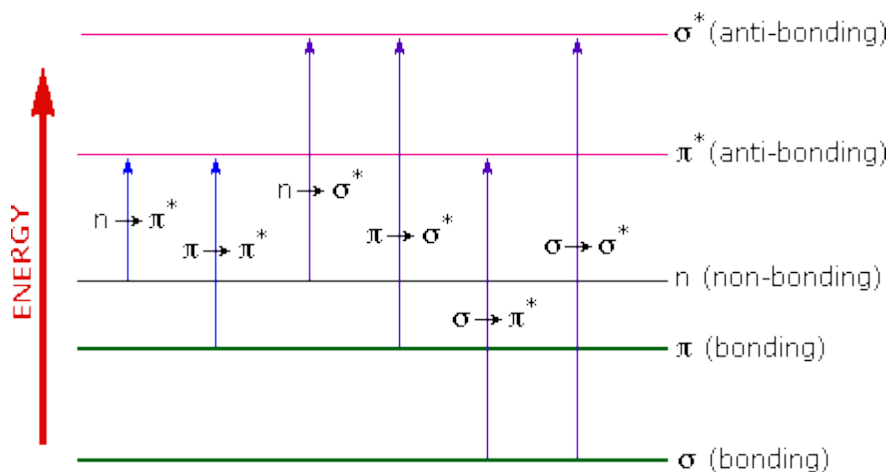 σ* (anti-bonding)
π* (anti-bonding)
n → σ*
n → π*
π → σ*
π → π*
σ → σ*
n (non-bonding)
σ → π*
π (bonding)
σ (bonding)
ENERGY